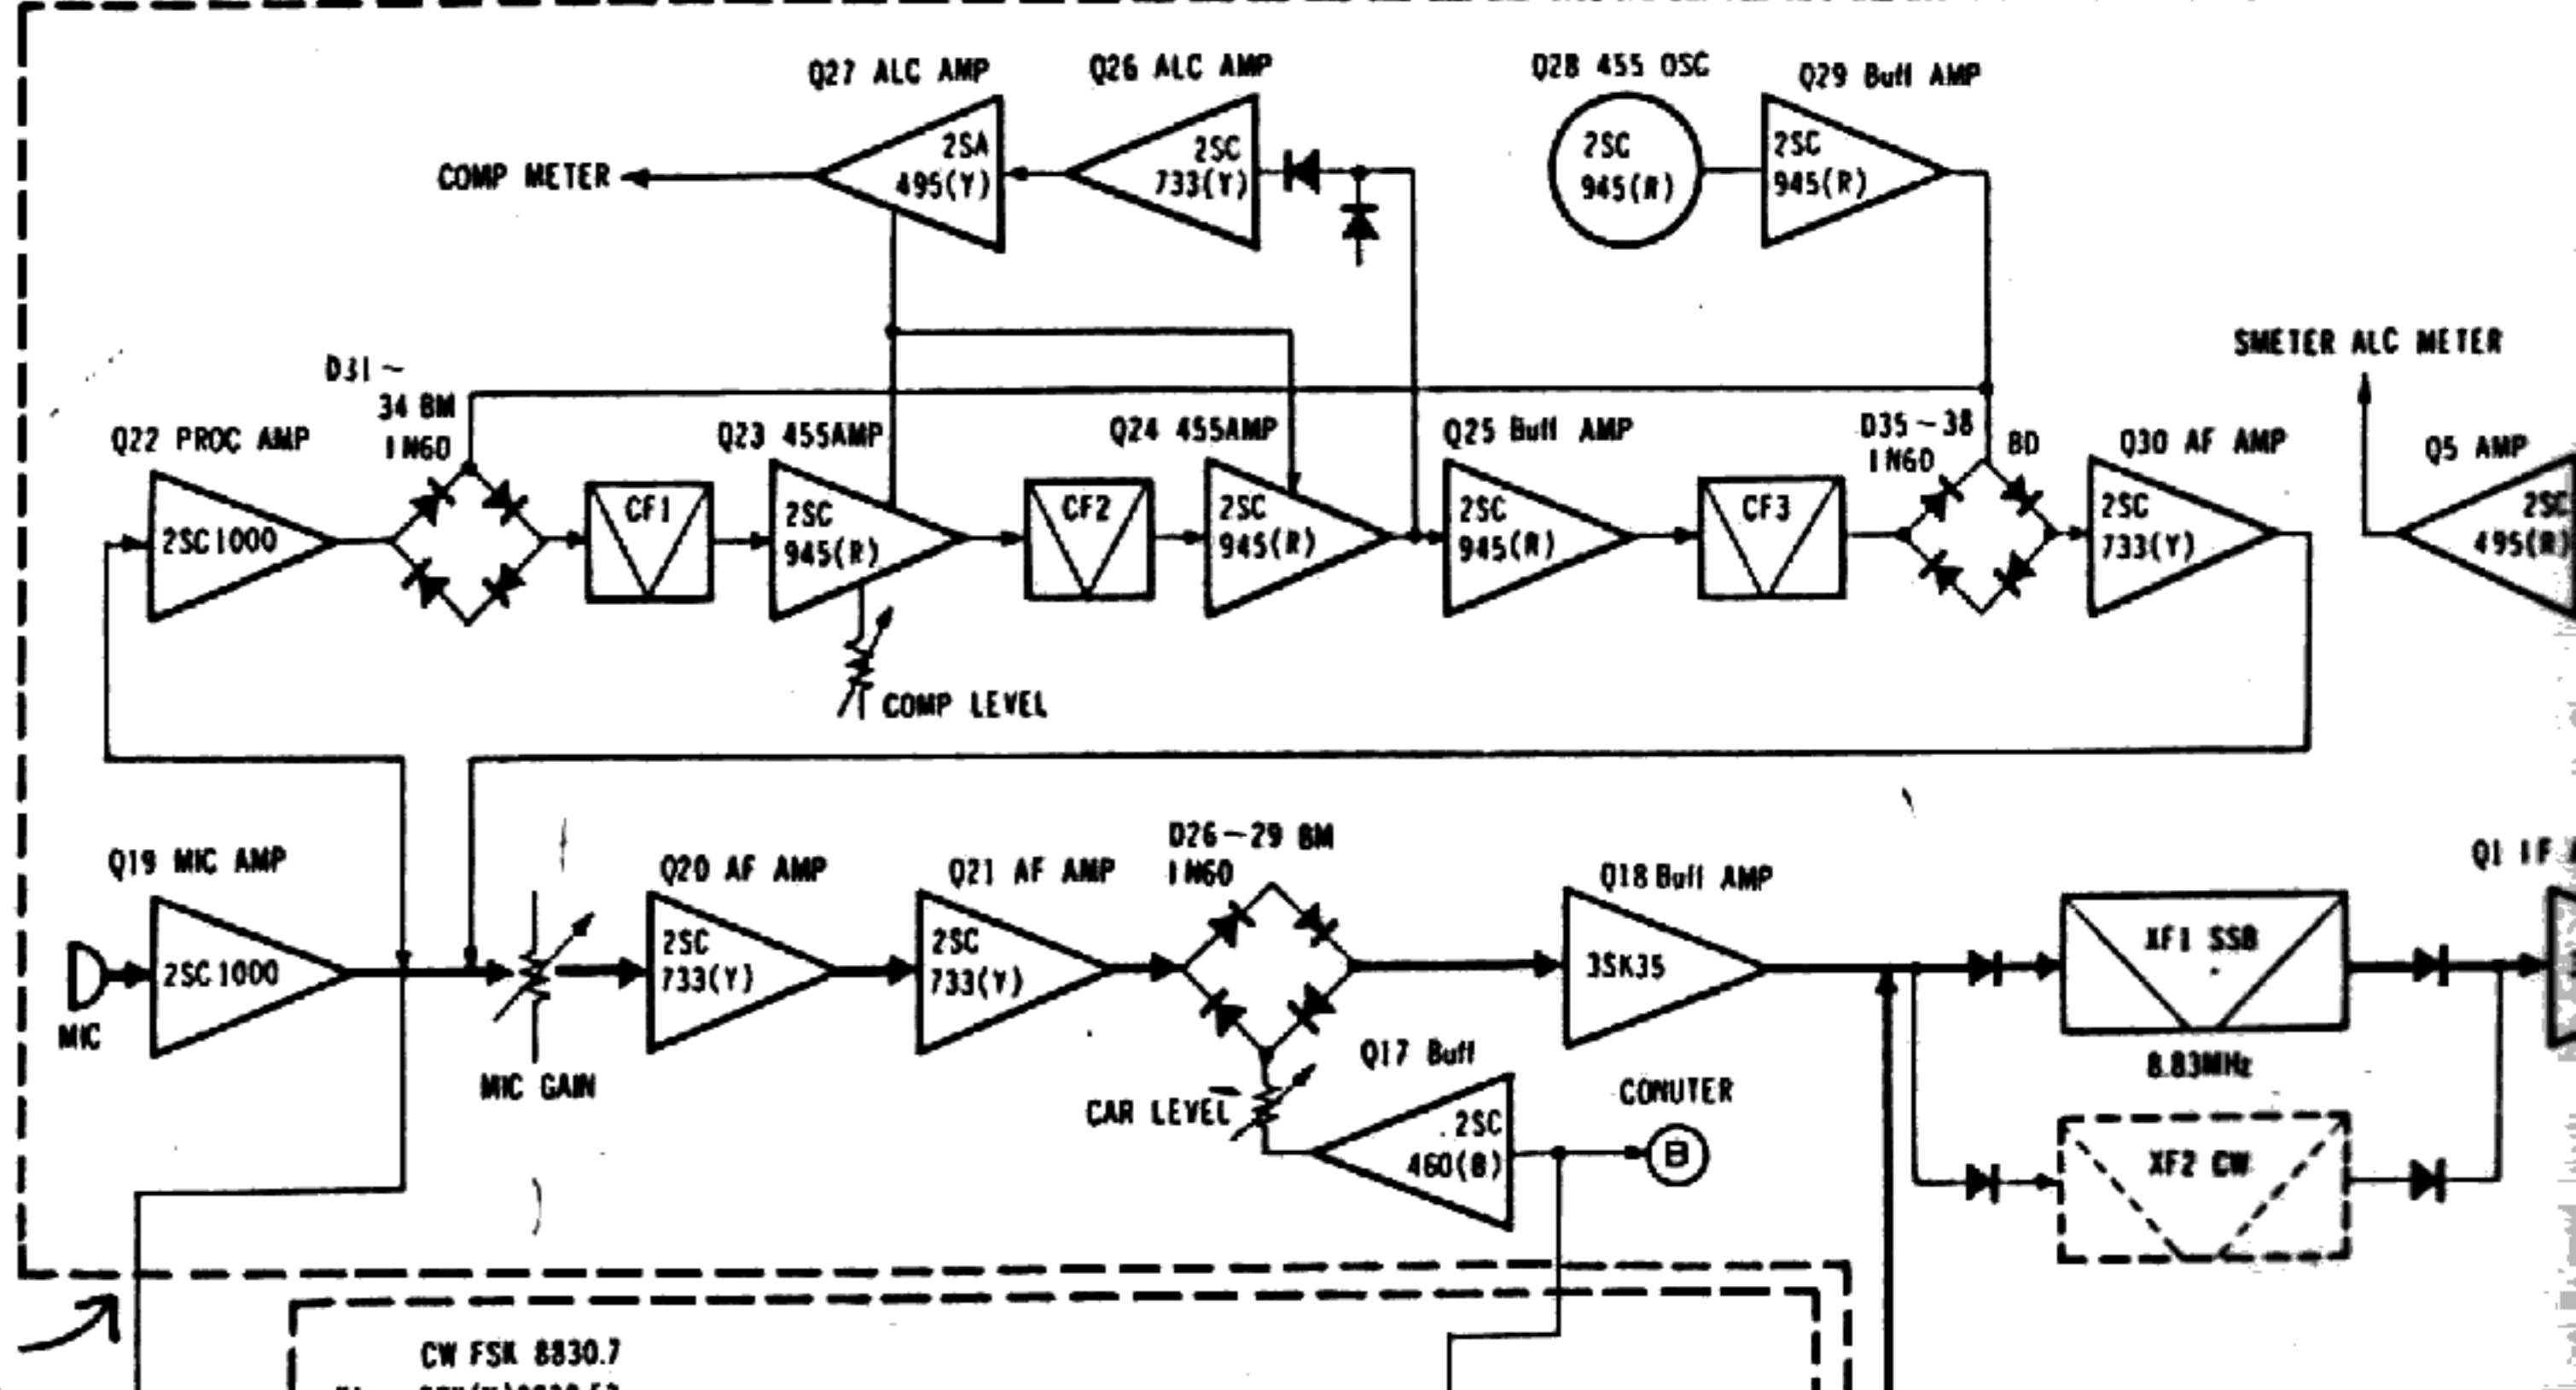 Q27 ALC AMP
Q26 ALC AMP
Q28 455 OSC
Q29 Buff AMP
COMP METER
2SA
495(Y)
2SC
733(Y)
2SC
945(R)
2SC
945(R)
SMETER ALC METER
D31~
34 BM
1N60
Q22 PROC AMP
Q23 455AMP
Q24 455AMP
Q25 Buff AMP
D35~38
1N60
BD
Q30 AF AMP
Q5 AMP
2SC1000
CF1
2SC
945(R)
CF2
2SC
945(R)
2SC
945(R)
CF3
2SC
733(Y)
2SC
495(R)
COMP LEVEL
Q19 MIC AMP
Q20 AF AMP
Q21 AF AMP
D26~29 BM
1N60
Q18 Buff AMP
Q1 IF
2SC1000
2SC
733(Y)
2SC
733(Y)
3SK35
XF1 SSB
MIC
MIC GAIN
CAR LEVEL
Q17 Buff
2SC
460(B)
CONUTER
B
8.83MHz
XF2 CW
CW FSK 8830.7